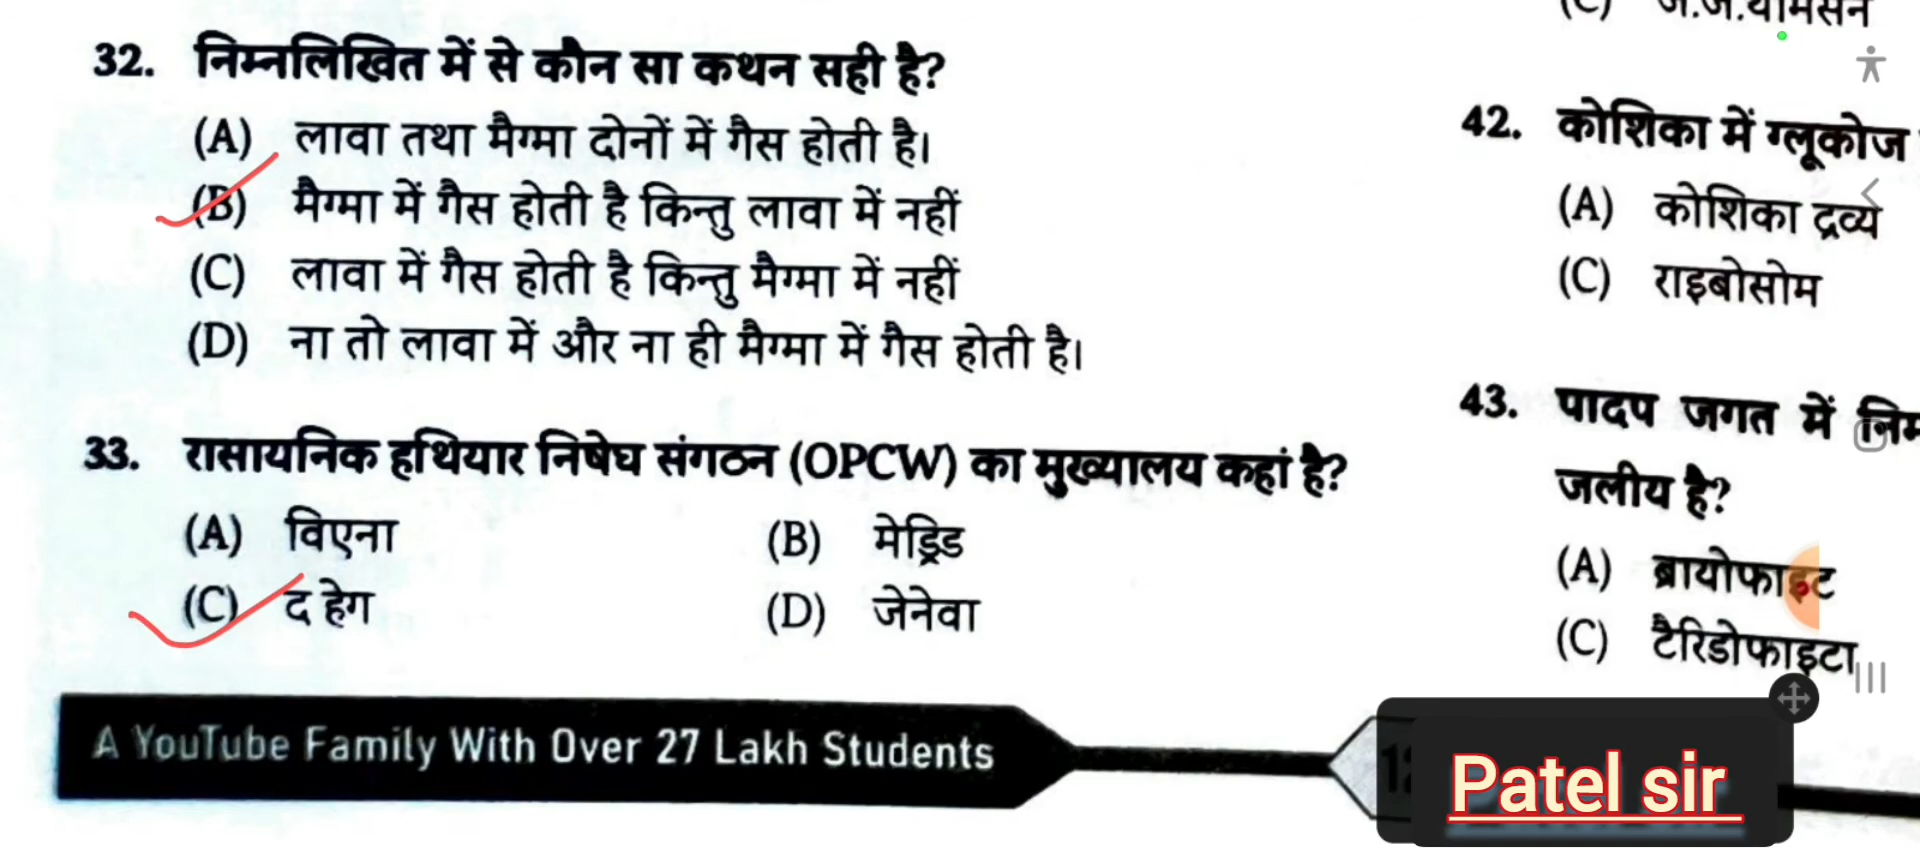 32. निम्नलिखित में से कौन सा कथन सही है?
(A) लावा तथा मैग्मा दोनों में गैस होती है।
(B) मैग्मा में गैस होती है किन्तु लावा में नहीं
(C) लावा में गैस होती है किन्तु मैग्मा में नहीं
(D) ना तो लावा में और ना ही मैग्मा में गैस होती है।
33. रासायनिक हथियार निषेध संगठन (OPCW) का मुख्यालय कहां है?
(A) विएना (B) मेड्रिड
(C) द हेग (D) जेनेवा
A YouTube Family With Over 27 Lakh Students
(C) जे.जे.थॉमसन
42. कोशिका में ग्लूकोज
(A) कोशिका द्रव्य
(C) राइबोसोम
43. पादप जगत में
जलीय है?
(A) ब्रायोफाइट
(C) टैरिडोफाइटा
Patel sir